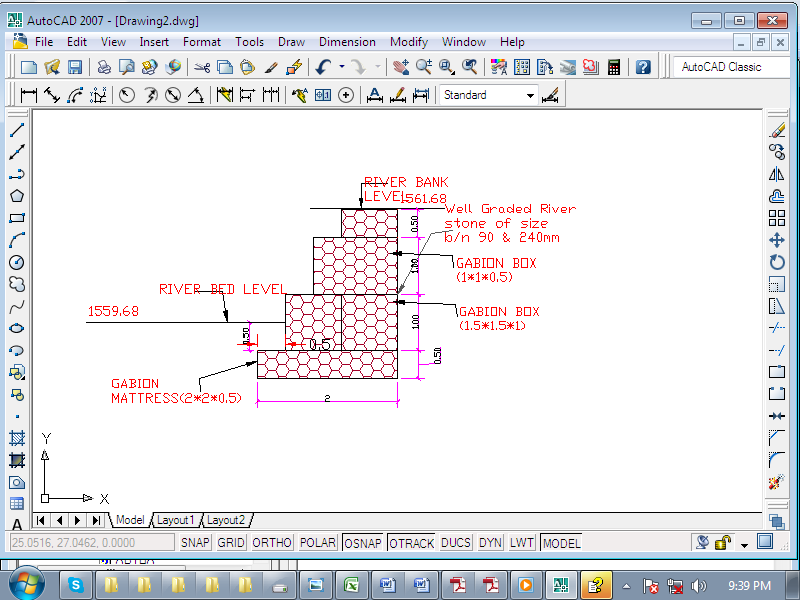 AutoCAD 2007 - [Drawing2.dwg]
File Edit View Insert Format Tools Draw Dimension Modify Window Help
AutoCAD Classic
Standard
RIVER BANK
LEVEL
1561.68
Well Graded River
stone of size
b/n 90 & 240mm
0.50
GABION BOX
(1*1*0.5)
1.00
RIVER BED LEVEL
1559.68
GABION BOX
(1.5*1.5*1)
1.00
0.50
0.5
0.50
GABION
MATTRESS(2*2*0.5)
2
Y
X
A
Model Layout1 Layout2
25.0516, 27.0462, 0.0000 SNAP GRID ORTHO POLAR OSNAP OTRACK DUCS DYN LWT MODEL
9:39 PM